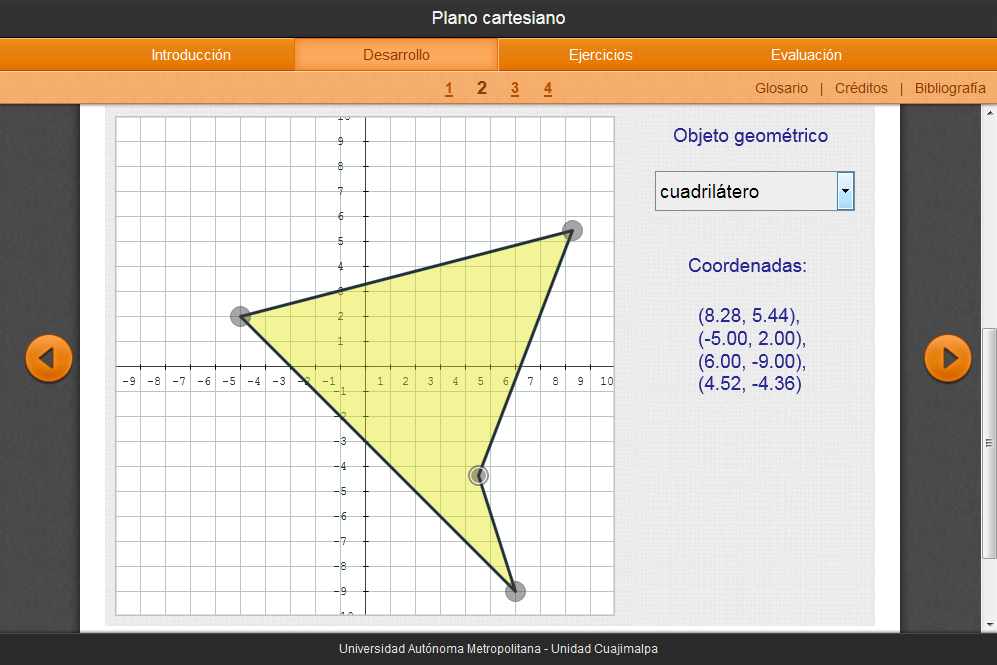 Plano cartesiano
Introducción Desarrollo Ejercicios Evaluación
1 2 3 4
Glosario | Créditos | Bibliografía
10
9
8
7
6
5
4
3
2
1
-9 -8 -7 -6 -5 -4 -3 -2 -1 1 2 3 4 5 6 7 8 9 10
-1
-2
-3
-4
-5
-6
-7
-8
-9
-10
Objeto geométrico
cuadrilátero
Coordenadas:
(8.28, 5.44),
(-5.00, 2.00),
(6.00, -9.00),
(4.52, -4.36)
Universidad Autónoma Metropolitana - Unidad Cuajimalpa